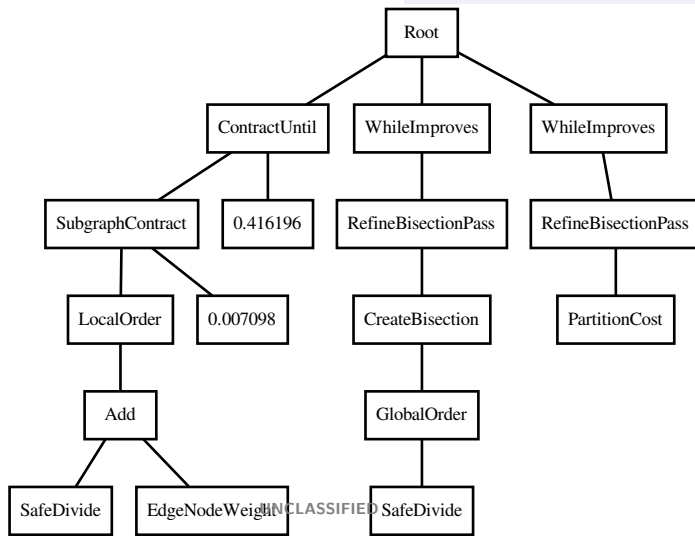 Root
ContractUntil
WhileImproves
WhileImproves
SubgraphContract
0.416196
RefineBisectionPass
RefineBisectionPass
LocalOrder
0.007098
CreateBisection
PartitionCost
Add
GlobalOrder
SafeDivide
EdgeNodeWeight
UNCLASSIFIED
SafeDivide